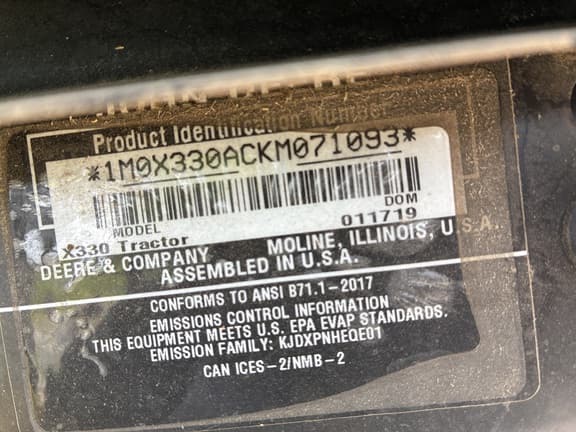 JOHN DEERE
Product Identification Number
*1M0X330ACKM071093*
MODEL DOM
X330 Tractor 011719
DEERE & COMPANY MOLINE, ILLINOIS, U.S.A.
ASSEMBLED IN U.S.A.
CONFORMS TO ANSI B71.1-2017
EMISSIONS CONTROL INFORMATION
THIS EQUIPMENT MEETS U.S. EPA EVAP STANDARDS.
EMISSION FAMILY: KJDXPNHEQE01
CAN ICES-2/NMB-2